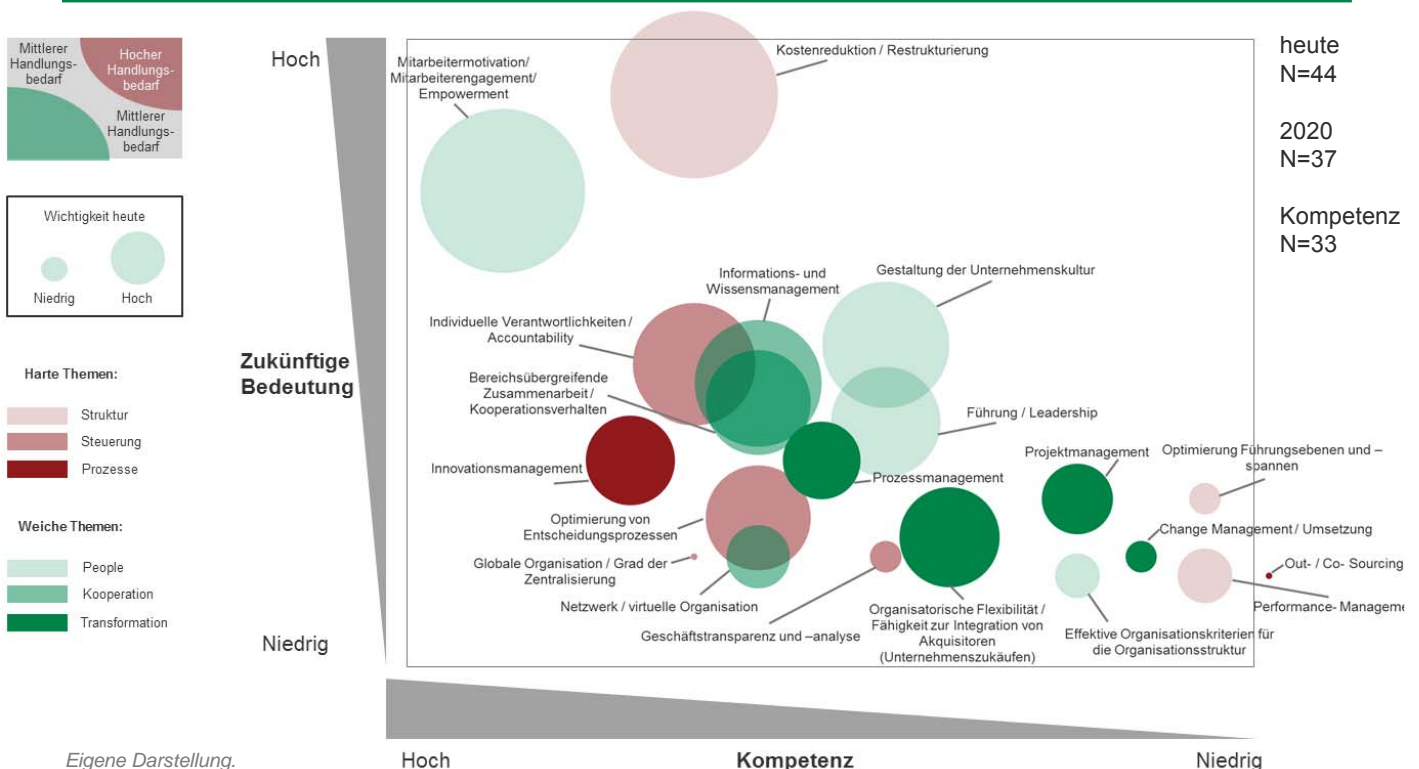 Mittlerer
Handlungs-
bedarf
Hocher
Handlungs-
bedarf
Mittlerer
Handlungs-
bedarf
Wichtigkeit heute
Niedrig
Hoch
Harte Themen:
Struktur
Steuerung
Prozesse
Weiche Themen:
People
Kooperation
Transformation
Hoch
Zukünftige
Bedeutung
Niedrig
Mitarbeitermotivation/
Mitarbeiterengagement/
Empowerment
Kostenreduktion / Restrukturierung
Informations- und
Wissensmanagement
Gestaltung der Unternehmenskultur
Individuelle Verantwortlichkeiten /
Accountability
Bereichsübergreifende
Zusammenarbeit /
Kooperationsverhalten
Führung / Leadership
Innovationsmanagement
Prozessmanagement
Projektmanagement
Optimierung Führungsebenen und –
spannen
Optimierung von
Entscheidungsprozessen
Change Management / Umsetzung
Globale Organisation / Grad der
Zentralisierung
Out- / Co- Sourcing
Netzwerk / virtuelle Organisation
Geschäftstransparenz und –analyse
Organisatorische Flexibilität /
Fähigkeit zur Integration von
Akquisitoren
(Unternehmenszukäufen)
Effektive Organisationskriterien für
die Organisationsstruktur
Performance- Manageme
heute
N=44
2020
N=37
Kompetenz
N=33
Hoch
Kompetenz
Niedrig
Eigene Darstellung.